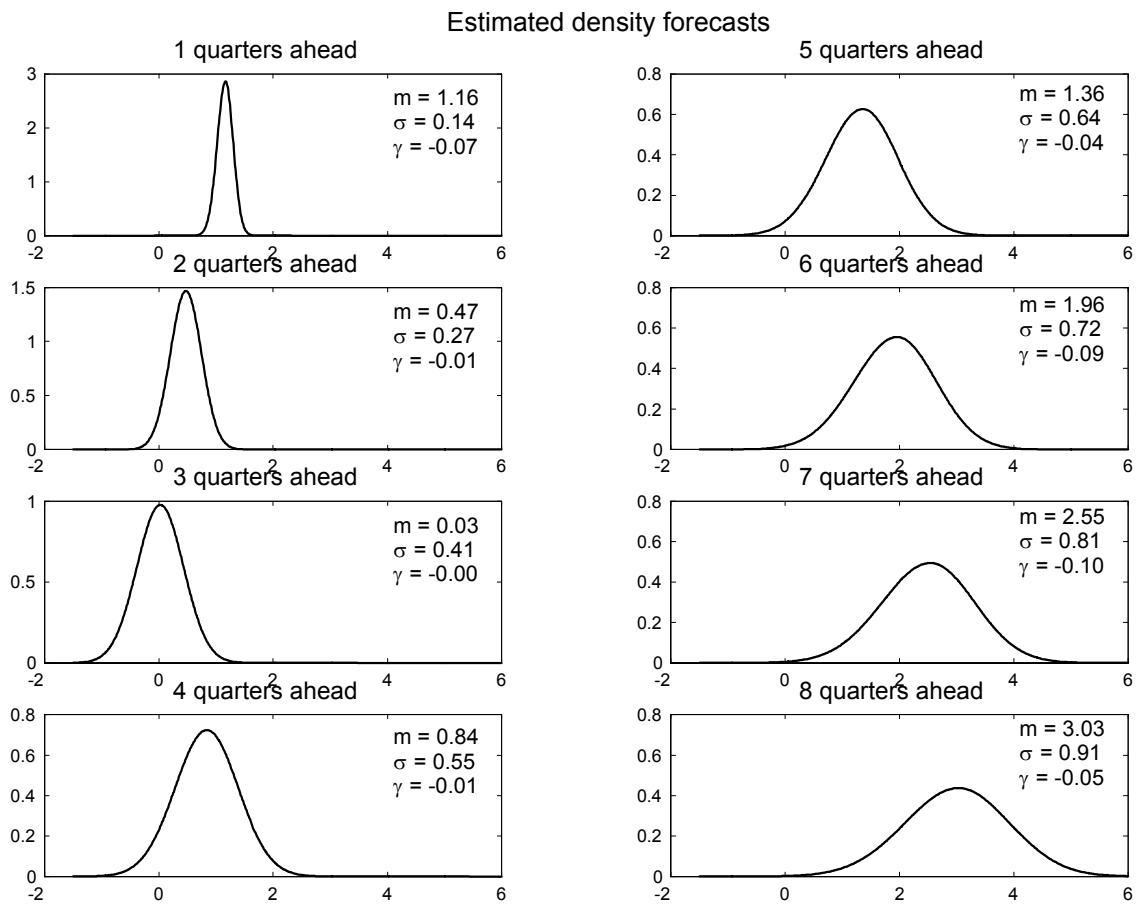 Estimated density forecasts
1 quarters ahead
3
2
1
0
m = 1.16
σ = 0.14
γ = -0.07
-2 0 2 4 6
2 quarters ahead
1.5
1
0.5
0
m = 0.47
σ = 0.27
γ = -0.01
-2 0 2 4 6
3 quarters ahead
1
0.5
0
m = 0.03
σ = 0.41
γ = -0.00
-2 0 2 4 6
4 quarters ahead
0.8
0.6
0.4
0.2
0
m = 0.84
σ = 0.55
γ = -0.01
-2 0 2 4 6
5 quarters ahead
0.8
0.6
0.4
0.2
0
m = 1.36
σ = 0.64
γ = -0.04
-2 0 2 4 6
6 quarters ahead
0.8
0.6
0.4
0.2
0
m = 1.96
σ = 0.72
γ = -0.09
-2 0 2 4 6
7 quarters ahead
0.8
0.6
0.4
0.2
0
m = 2.55
σ = 0.81
γ = -0.10
-2 0 2 4 6
8 quarters ahead
0.8
0.6
0.4
0.2
0
m = 3.03
σ = 0.91
γ = -0.05
-2 0 2 4 6